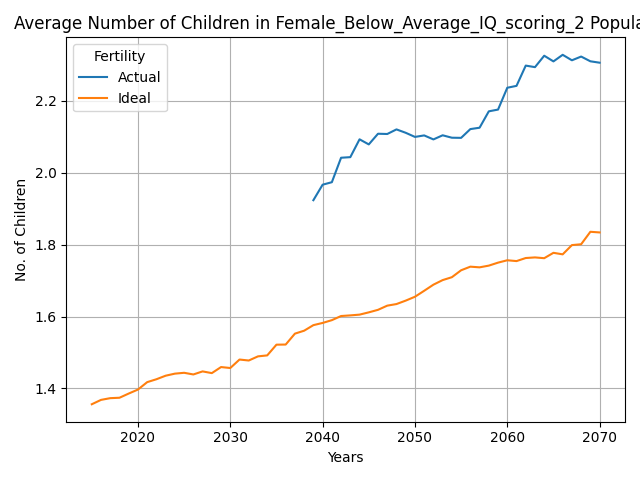 Average Number of Children in Female_Below_Average_IQ_scoring_2 Popula
Fertility
Actual
Ideal
No. of Children
2.2
2.0
1.8
1.6
1.4
2020 2030 2040 2050 2060 2070
Years